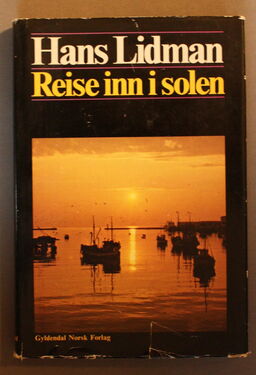 Hans Lidman
Reise inn i solen
Gyldendal Norsk Forlag